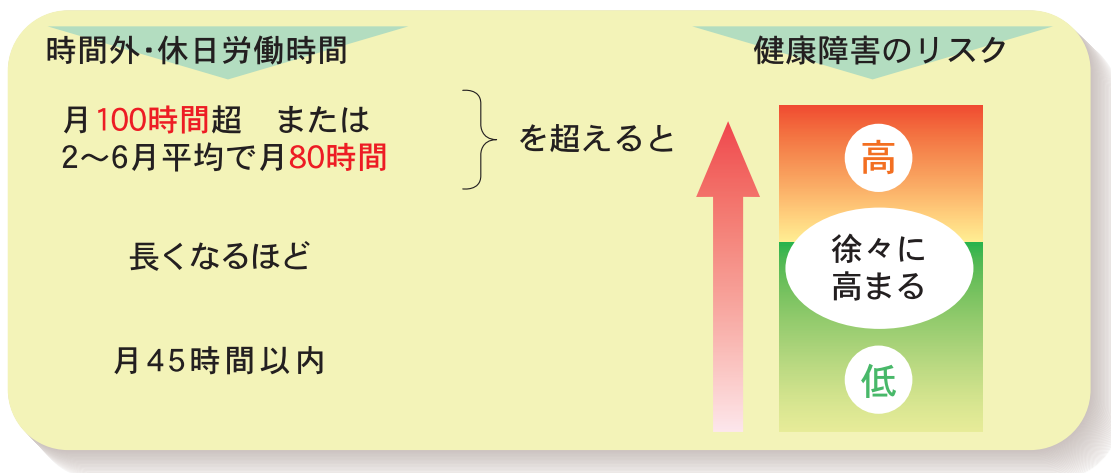 時間外・休日労働時間
健康障害のリスク
月100時間超　または
2～6月平均で月80時間
を超えると
高
長くなるほど
徐々に
高まる
月45時間以内
低